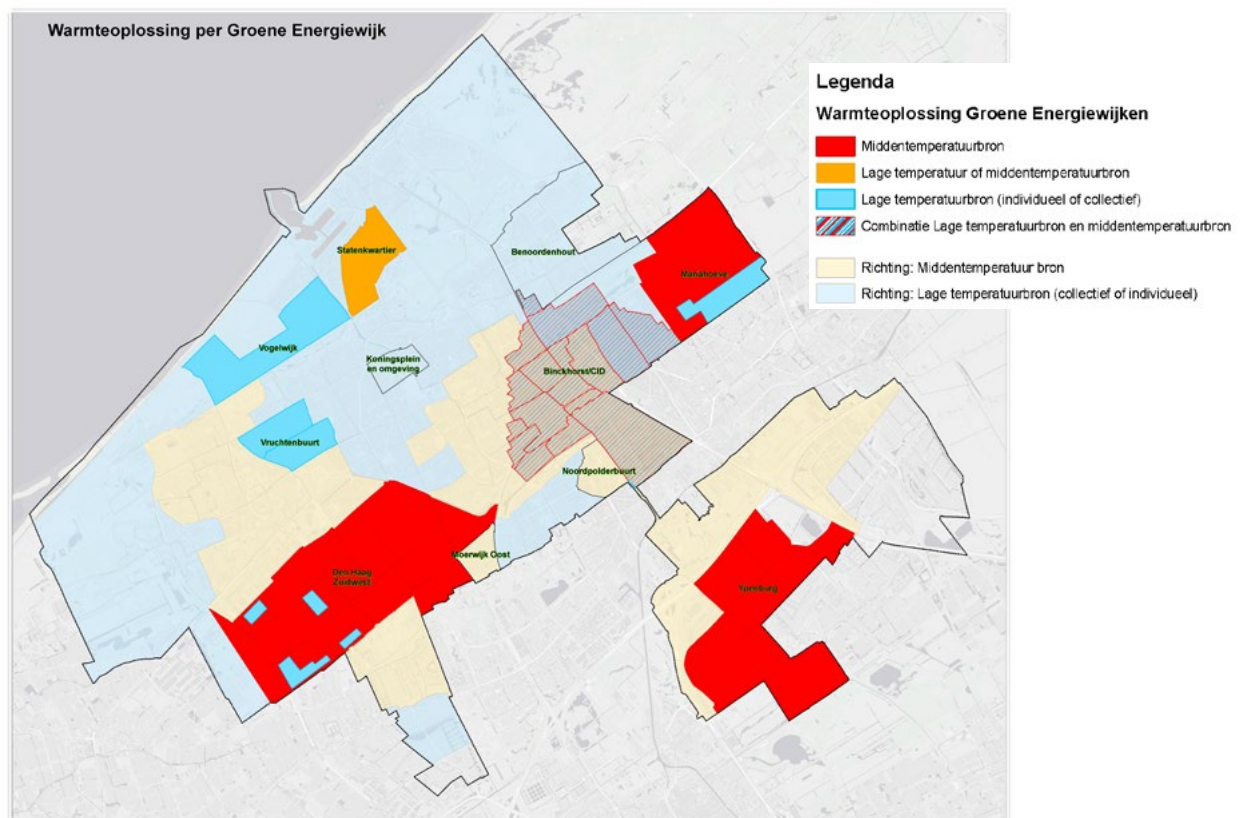 Warmteoplossing per Groene Energiewijk
Legenda
Warmteoplossing Groene Energiewijken
Middentemperatuurbron
Lage temperatuur of middentemperatuurbron
Lage temperatuurbron (individueel of collectief)
Combinatie Lage temperatuurbron en middentemperatuurbron
Richting: Middentemperatuur bron
Richting: Lage temperatuurbron (collectief of individueel)
Statenkwartier
Benoordenhout
Mariahoeve
Vogelwijk
Koningsplein
en omgeving
Binckhorst/CID
Vruchtenbuurt
Noordpolderbuurt
Moerwijk Oost
Den Haag
Zuidwest
Ypenburg